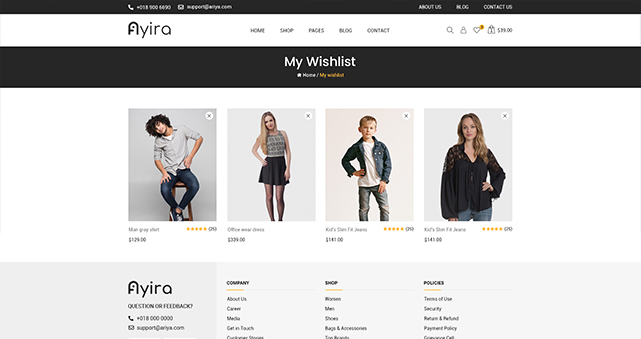 +018 900 6690 support@ariya.com ABOUT US BLOG CONTACT US
Ayira HOME SHOP PAGES BLOG CONTACT $39.00
My Wishlist
Home / My wishlist
Man gray shirt (25) Office wear dress Kid's Slim Fit Jeans (25) Kid's Slim Fit Jeans (25)
$129.00 $339.00 $141.00 $141.00
Ayira COMPANY SHOP POLICIES
QUESTION OR FEEDBACK? About Us Women Terms of Use
+018 000 0000 Career Men Security
support@ariya.com Media Shoes Return & Refund
Get in Touch Bags & Accessories Payment Policy
Customer Stories Top Brands Grievance Cell